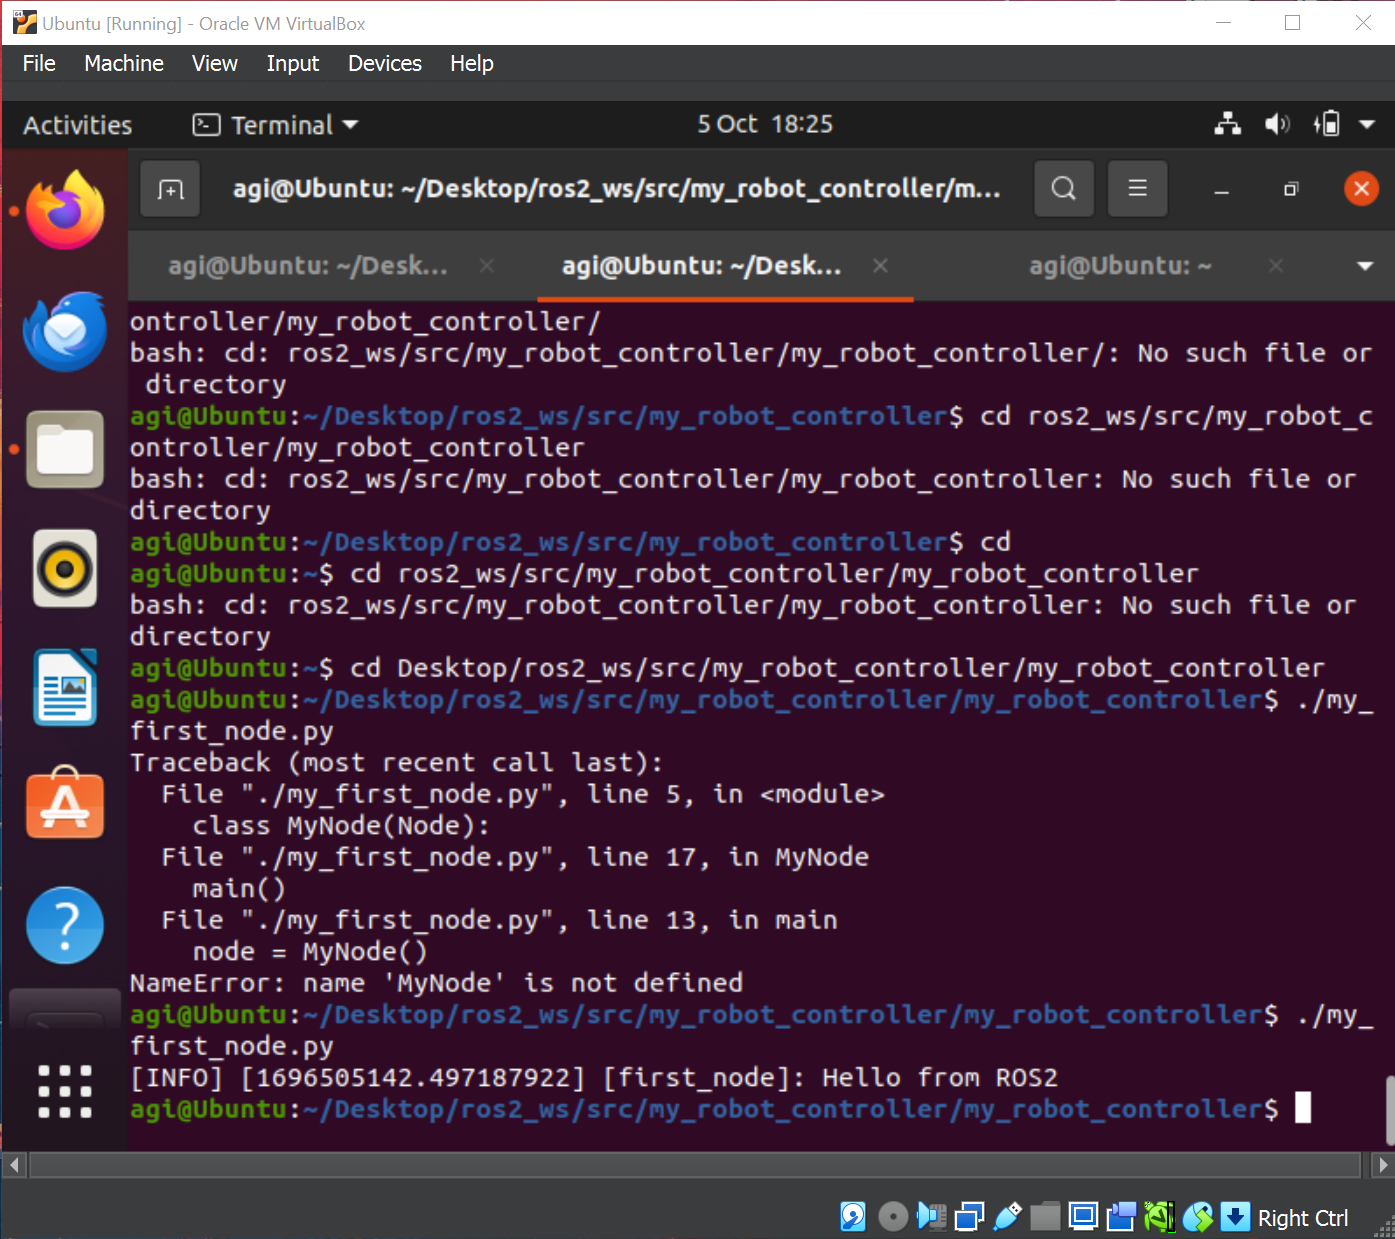 Ubuntu [Running] - Oracle VM VirtualBox
File Machine View Input Devices Help
Activities Terminal 5 Oct 18:25
agi@Ubuntu: ~/Desktop/ros2_ws/src/my_robot_controller/m...
agi@Ubuntu: ~/Desk... agi@Ubuntu: ~/Desk... agi@Ubuntu: ~
ontroller/my_robot_controller/
bash: cd: ros2_ws/src/my_robot_controller/my_robot_controller/: No such file or
directory
agi@Ubuntu:~/Desktop/ros2_ws/src/my_robot_controller$ cd ros2_ws/src/my_robot_c
ontroller/my_robot_controller
bash: cd: ros2_ws/src/my_robot_controller/my_robot_controller: No such file or
directory
agi@Ubuntu:~/Desktop/ros2_ws/src/my_robot_controller$ cd
agi@Ubuntu:~$ cd ros2_ws/src/my_robot_controller/my_robot_controller
bash: cd: ros2_ws/src/my_robot_controller/my_robot_controller: No such file or
directory
agi@Ubuntu:~$ cd Desktop/ros2_ws/src/my_robot_controller/my_robot_controller
agi@Ubuntu:~/Desktop/ros2_ws/src/my_robot_controller/my_robot_controller$ ./my_
first_node.py
Traceback (most recent call last):
  File "./my_first_node.py", line 5, in <module>
    class MyNode(Node):
  File "./my_first_node.py", line 17, in MyNode
    main()
  File "./my_first_node.py", line 13, in main
    node = MyNode()
NameError: name 'MyNode' is not defined
agi@Ubuntu:~/Desktop/ros2_ws/src/my_robot_controller/my_robot_controller$ ./my_
first_node.py
[INFO] [1696505142.497187922] [first_node]: Hello from ROS2
agi@Ubuntu:~/Desktop/ros2_ws/src/my_robot_controller/my_robot_controller$
Right Ctrl